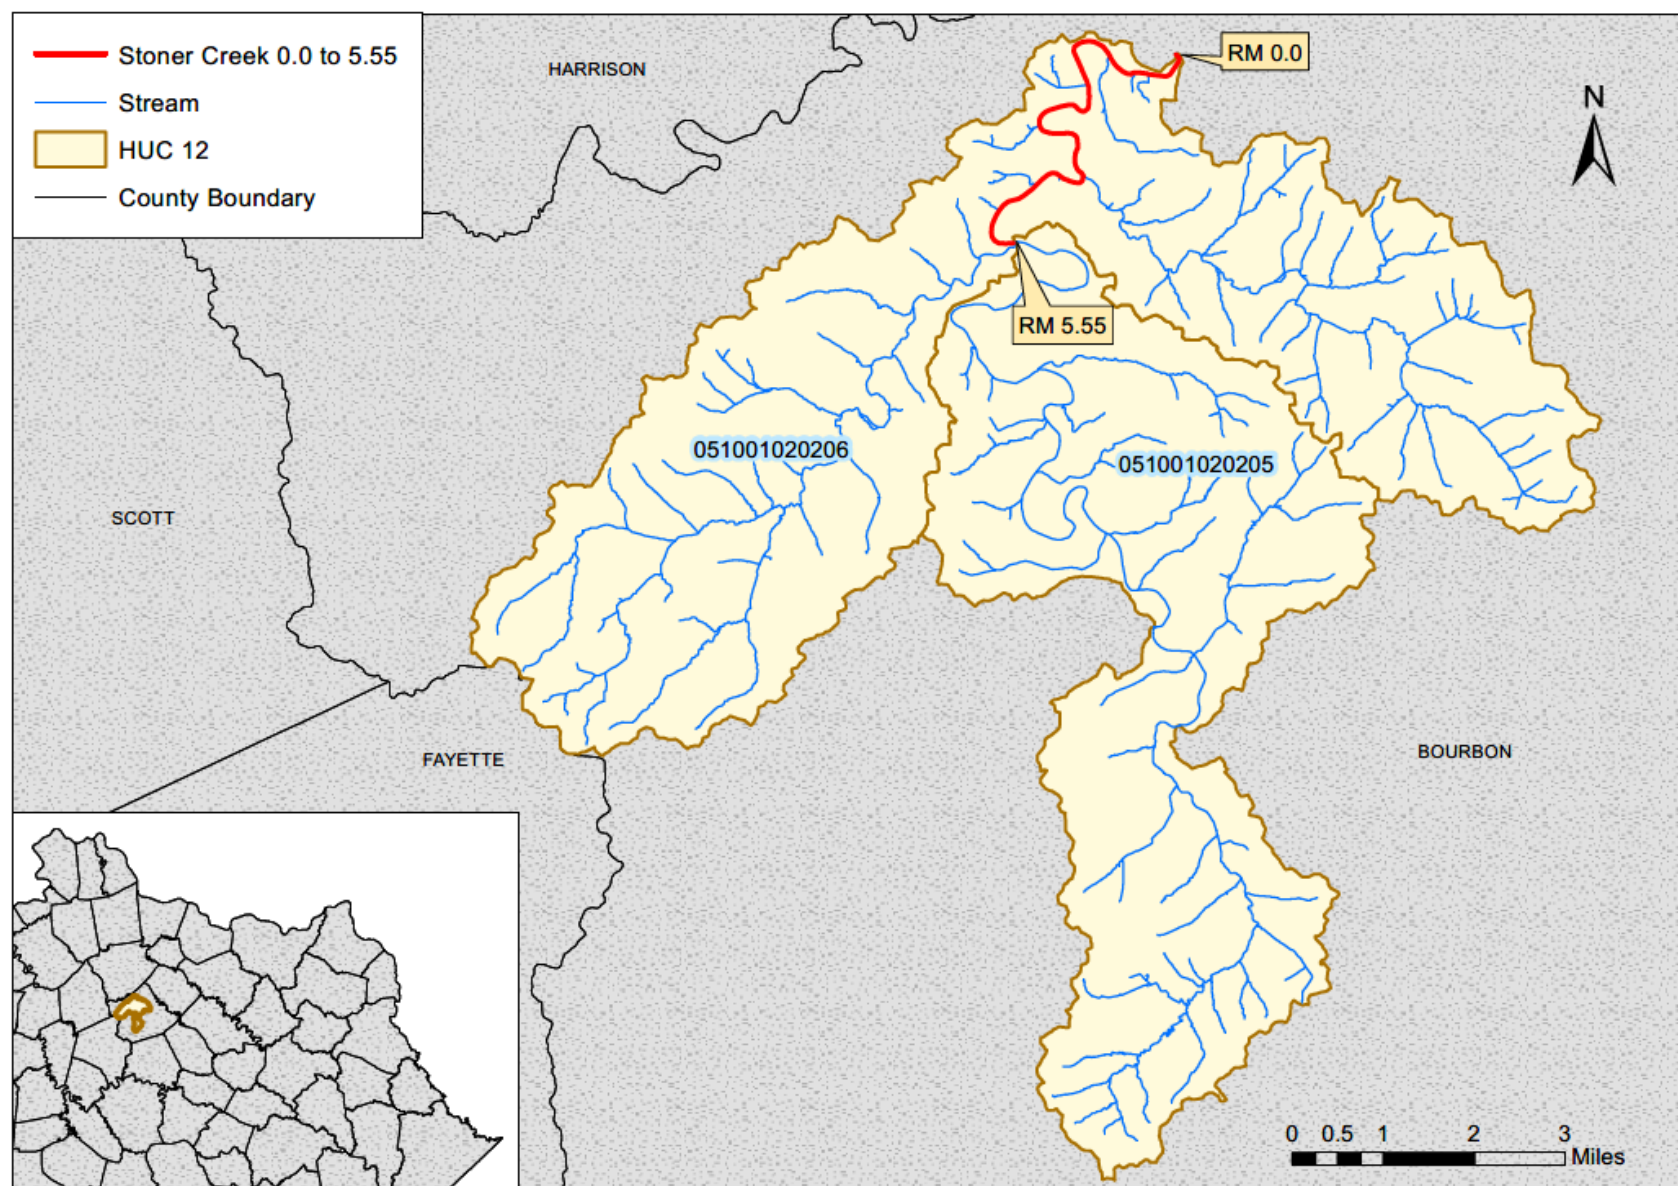 Stoner Creek 0.0 to 5.55
Stream
HUC 12
County Boundary
HARRISON
RM 0.0
N
RM 5.55
051001020206
051001020205
SCOTT
FAYETTE
BOURBON
0 0.5 1 2 3
Miles